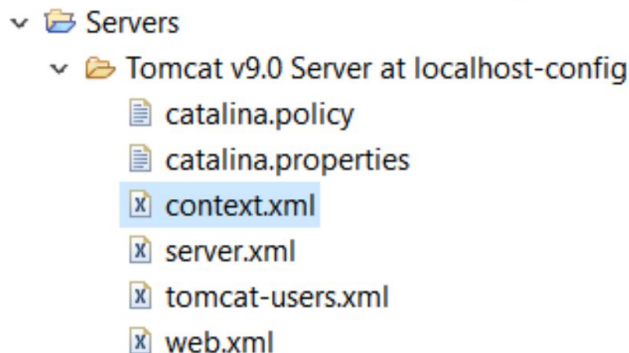 Servers
Tomcat v9.0 Server at localhost-config
catalina.policy
catalina.properties
context.xml
server.xml
tomcat-users.xml
web.xml